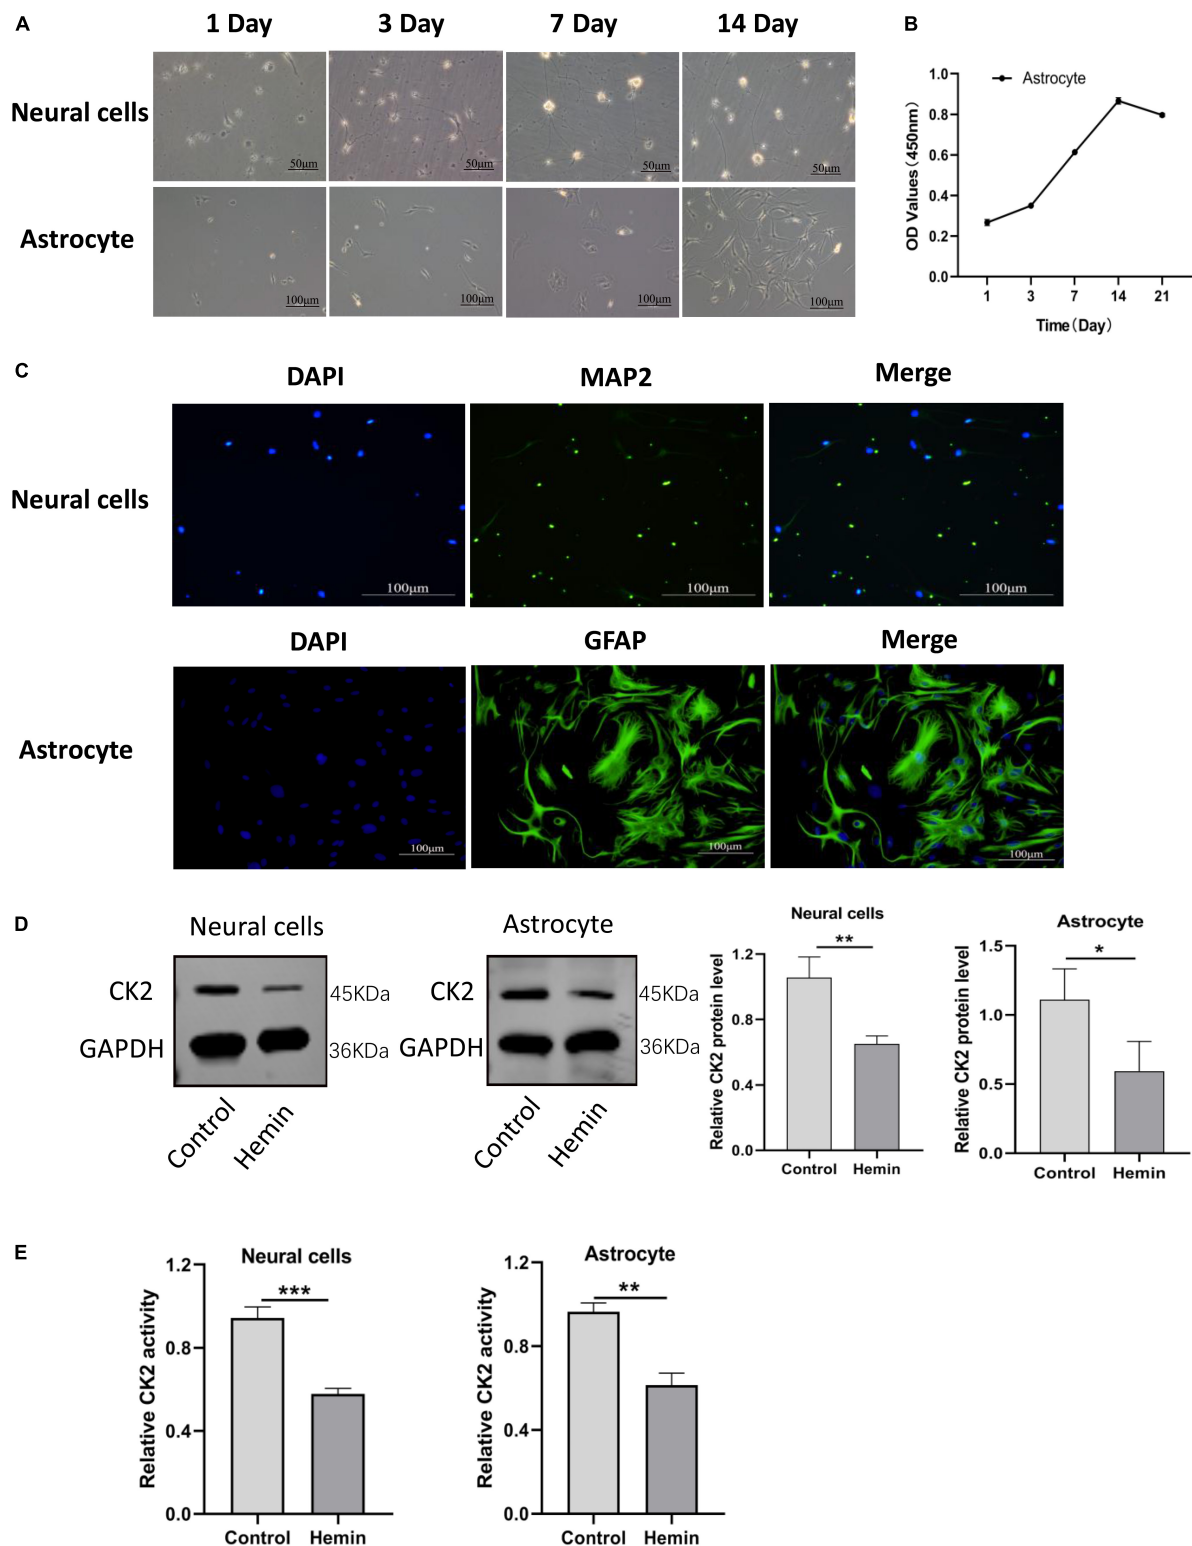 A
1 Day 3 Day 7 Day 14 Day
Neural cells
50μm 50μm 50μm 50μm
Astrocyte
100μm 100μm 100μm 100μm
B
Astrocyte
OD Values（450nm）
1.0
0.8
0.6
0.4
0.2
0.0
1 3 7 14 21
Time（Day）
C
DAPI MAP2 Merge
Neural cells
100μm 100μm 100μm
DAPI GFAP Merge
Astrocyte
100μm 100μm 100μm
D
Neural cells
CK2 45KDa
GAPDH 36KDa
Control Hemin
Astrocyte
CK2 45KDa
GAPDH 36KDa
Control Hemin
Neural cells
**
Relative CK2 protein level
1.2
0.8
0.4
0.0
Control Hemin
Astrocyte
*
Relative CK2 protein level
1.5
1.0
0.5
0.0
Control Hemin
E
Neural cells
***
Relative CK2 activity
1.2
0.8
0.4
0.0
Control Hemin
Astrocyte
**
Relative CK2 activity
1.2
0.8
0.4
0.0
Control Hemin